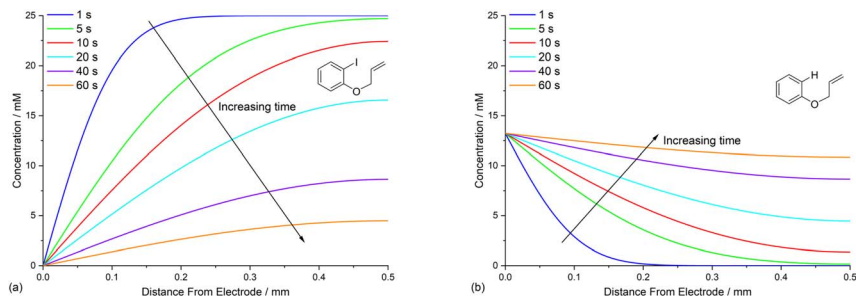 1 s
5 s
10 s
20 s
40 s
60 s
I
O
Increasing time
Concentration / mM
25
20
15
10
5
0
0.0 0.1 0.2 0.3 0.4 0.5
Distance From Electrode / mm
(a)
1 s
5 s
10 s
20 s
40 s
60 s
H
O
Increasing time
Concentration / mM
25
20
15
10
5
0
0.0 0.1 0.2 0.3 0.4 0.5
Distance From Electrode / mm
(b)